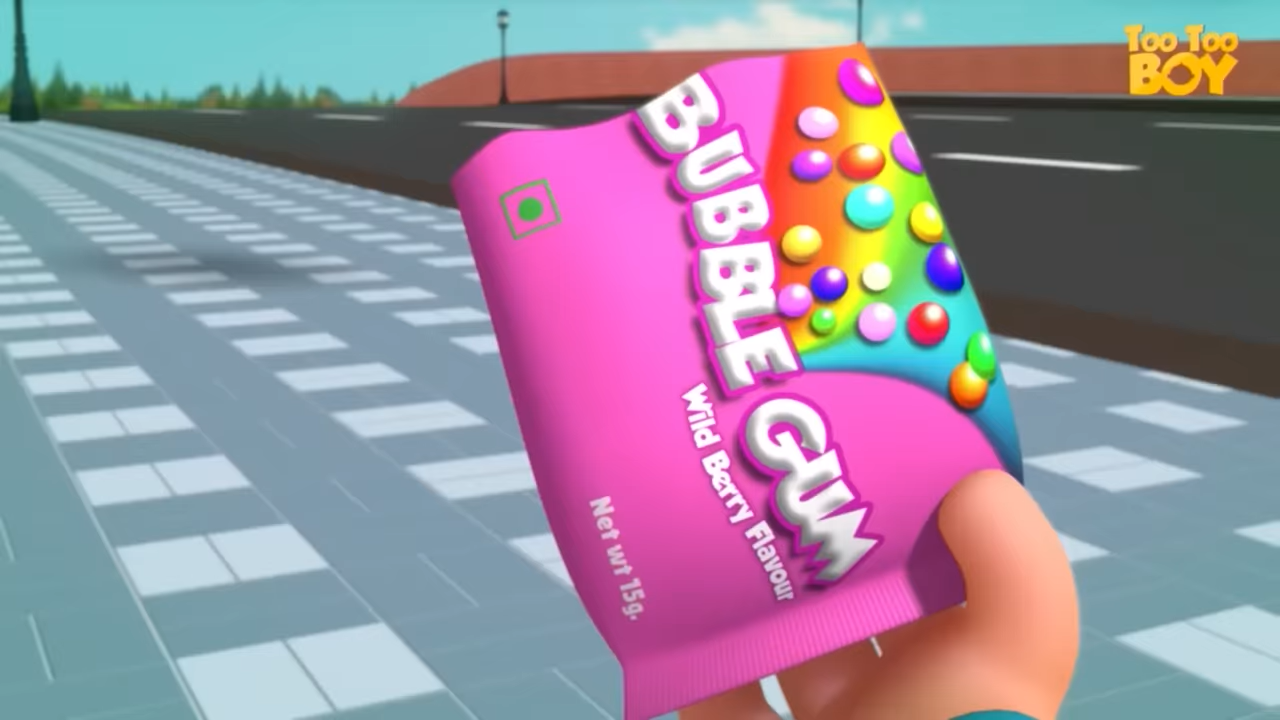 Too Too
BOY
BUBBLE GUM
Wild Berry Flavour
Net wt 15g.